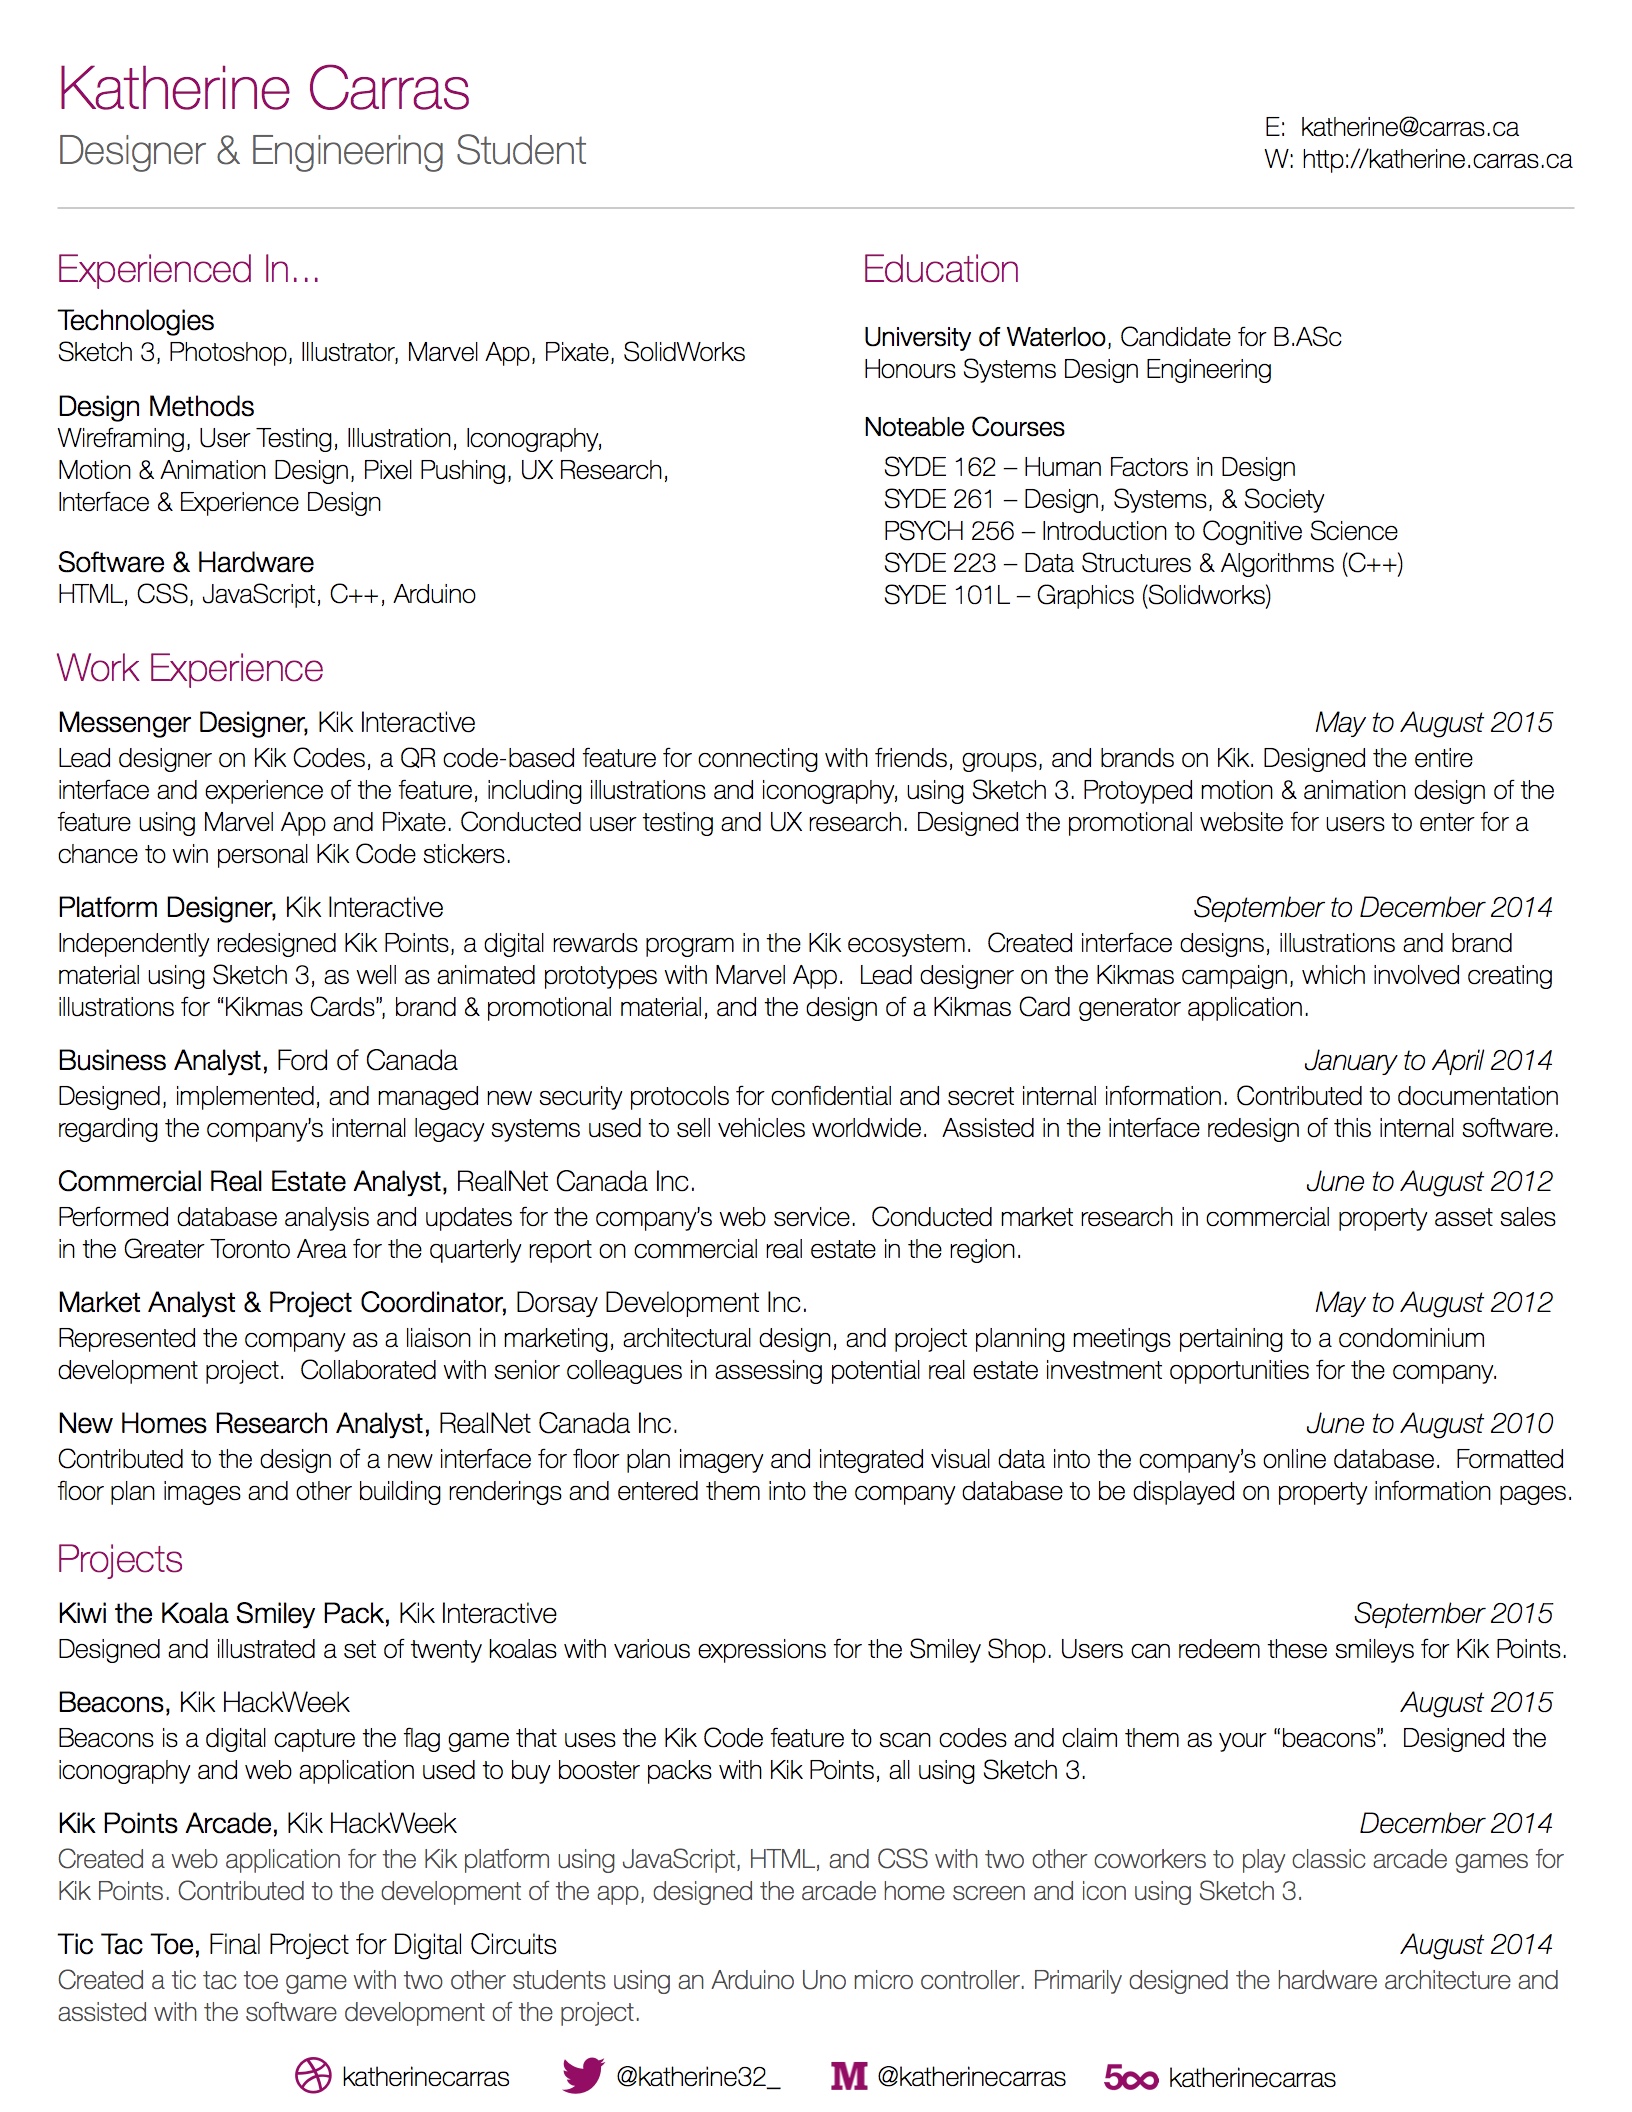 Katherine Carras
Designer & Engineering Student
E: katherine@carras.ca
W: http://katherine.carras.ca
Experienced In...
Technologies
Sketch 3, Photoshop, Illustrator, Marvel App, Pixate, SolidWorks
Design Methods
Wireframing, User Testing, Illustration, Iconography,
Motion & Animation Design, Pixel Pushing, UX Research,
Interface & Experience Design
Software & Hardware
HTML, CSS, JavaScript, C++, Arduino
Education
University of Waterloo, Candidate for B.ASc
Honours Systems Design Engineering
Noteable Courses
SYDE 162 – Human Factors in Design
SYDE 261 – Design, Systems, & Society
PSYCH 256 – Introduction to Cognitive Science
SYDE 223 – Data Structures & Algorithms (C++)
SYDE 101L – Graphics (Solidworks)
Work Experience
Messenger Designer, Kik Interactive May to August 2015
Lead designer on Kik Codes, a QR code-based feature for connecting with friends, groups, and brands on Kik. Designed the entire
interface and experience of the feature, including illustrations and iconography, using Sketch 3. Protoyped motion & animation design of the
feature using Marvel App and Pixate. Conducted user testing and UX research. Designed the promotional website for users to enter for a
chance to win personal Kik Code stickers.
Platform Designer, Kik Interactive September to December 2014
Independently redesigned Kik Points, a digital rewards program in the Kik ecosystem. Created interface designs, illustrations and brand
material using Sketch 3, as well as animated prototypes with Marvel App. Lead designer on the Kikmas campaign, which involved creating
illustrations for “Kikmas Cards”, brand & promotional material, and the design of a Kikmas Card generator application.
Business Analyst, Ford of Canada January to April 2014
Designed, implemented, and managed new security protocols for confidential and secret internal information. Contributed to documentation
regarding the company’s internal legacy systems used to sell vehicles worldwide. Assisted in the interface redesign of this internal software.
Commercial Real Estate Analyst, RealNet Canada Inc. June to August 2012
Performed database analysis and updates for the company’s web service. Conducted market research in commercial property asset sales
in the Greater Toronto Area for the quarterly report on commercial real estate in the region.
Market Analyst & Project Coordinator, Dorsay Development Inc. May to August 2012
Represented the company as a liaison in marketing, architectural design, and project planning meetings pertaining to a condominium
development project. Collaborated with senior colleagues in assessing potential real estate investment opportunities for the company.
New Homes Research Analyst, RealNet Canada Inc. June to August 2010
Contributed to the design of a new interface for floor plan imagery and integrated visual data into the company’s online database. Formatted
floor plan images and other building renderings and entered them into the company database to be displayed on property information pages.
Projects
Kiwi the Koala Smiley Pack, Kik Interactive September 2015
Designed and illustrated a set of twenty koalas with various expressions for the Smiley Shop. Users can redeem these smileys for Kik Points.
Beacons, Kik HackWeek August 2015
Beacons is a digital capture the flag game that uses the Kik Code feature to scan codes and claim them as your “beacons”. Designed the
iconography and web application used to buy booster packs with Kik Points, all using Sketch 3.
Kik Points Arcade, Kik HackWeek December 2014
Created a web application for the Kik platform using JavaScript, HTML, and CSS with two other coworkers to play classic arcade games for
Kik Points. Contributed to the development of the app, designed the arcade home screen and icon using Sketch 3.
Tic Tac Toe, Final Project for Digital Circuits August 2014
Created a tic tac toe game with two other students using an Arduino Uno micro controller. Primarily designed the hardware architecture and
assisted with the software development of the project.
katherinecarras @katherine32_ M @katherinecarras 500 katherinecarras